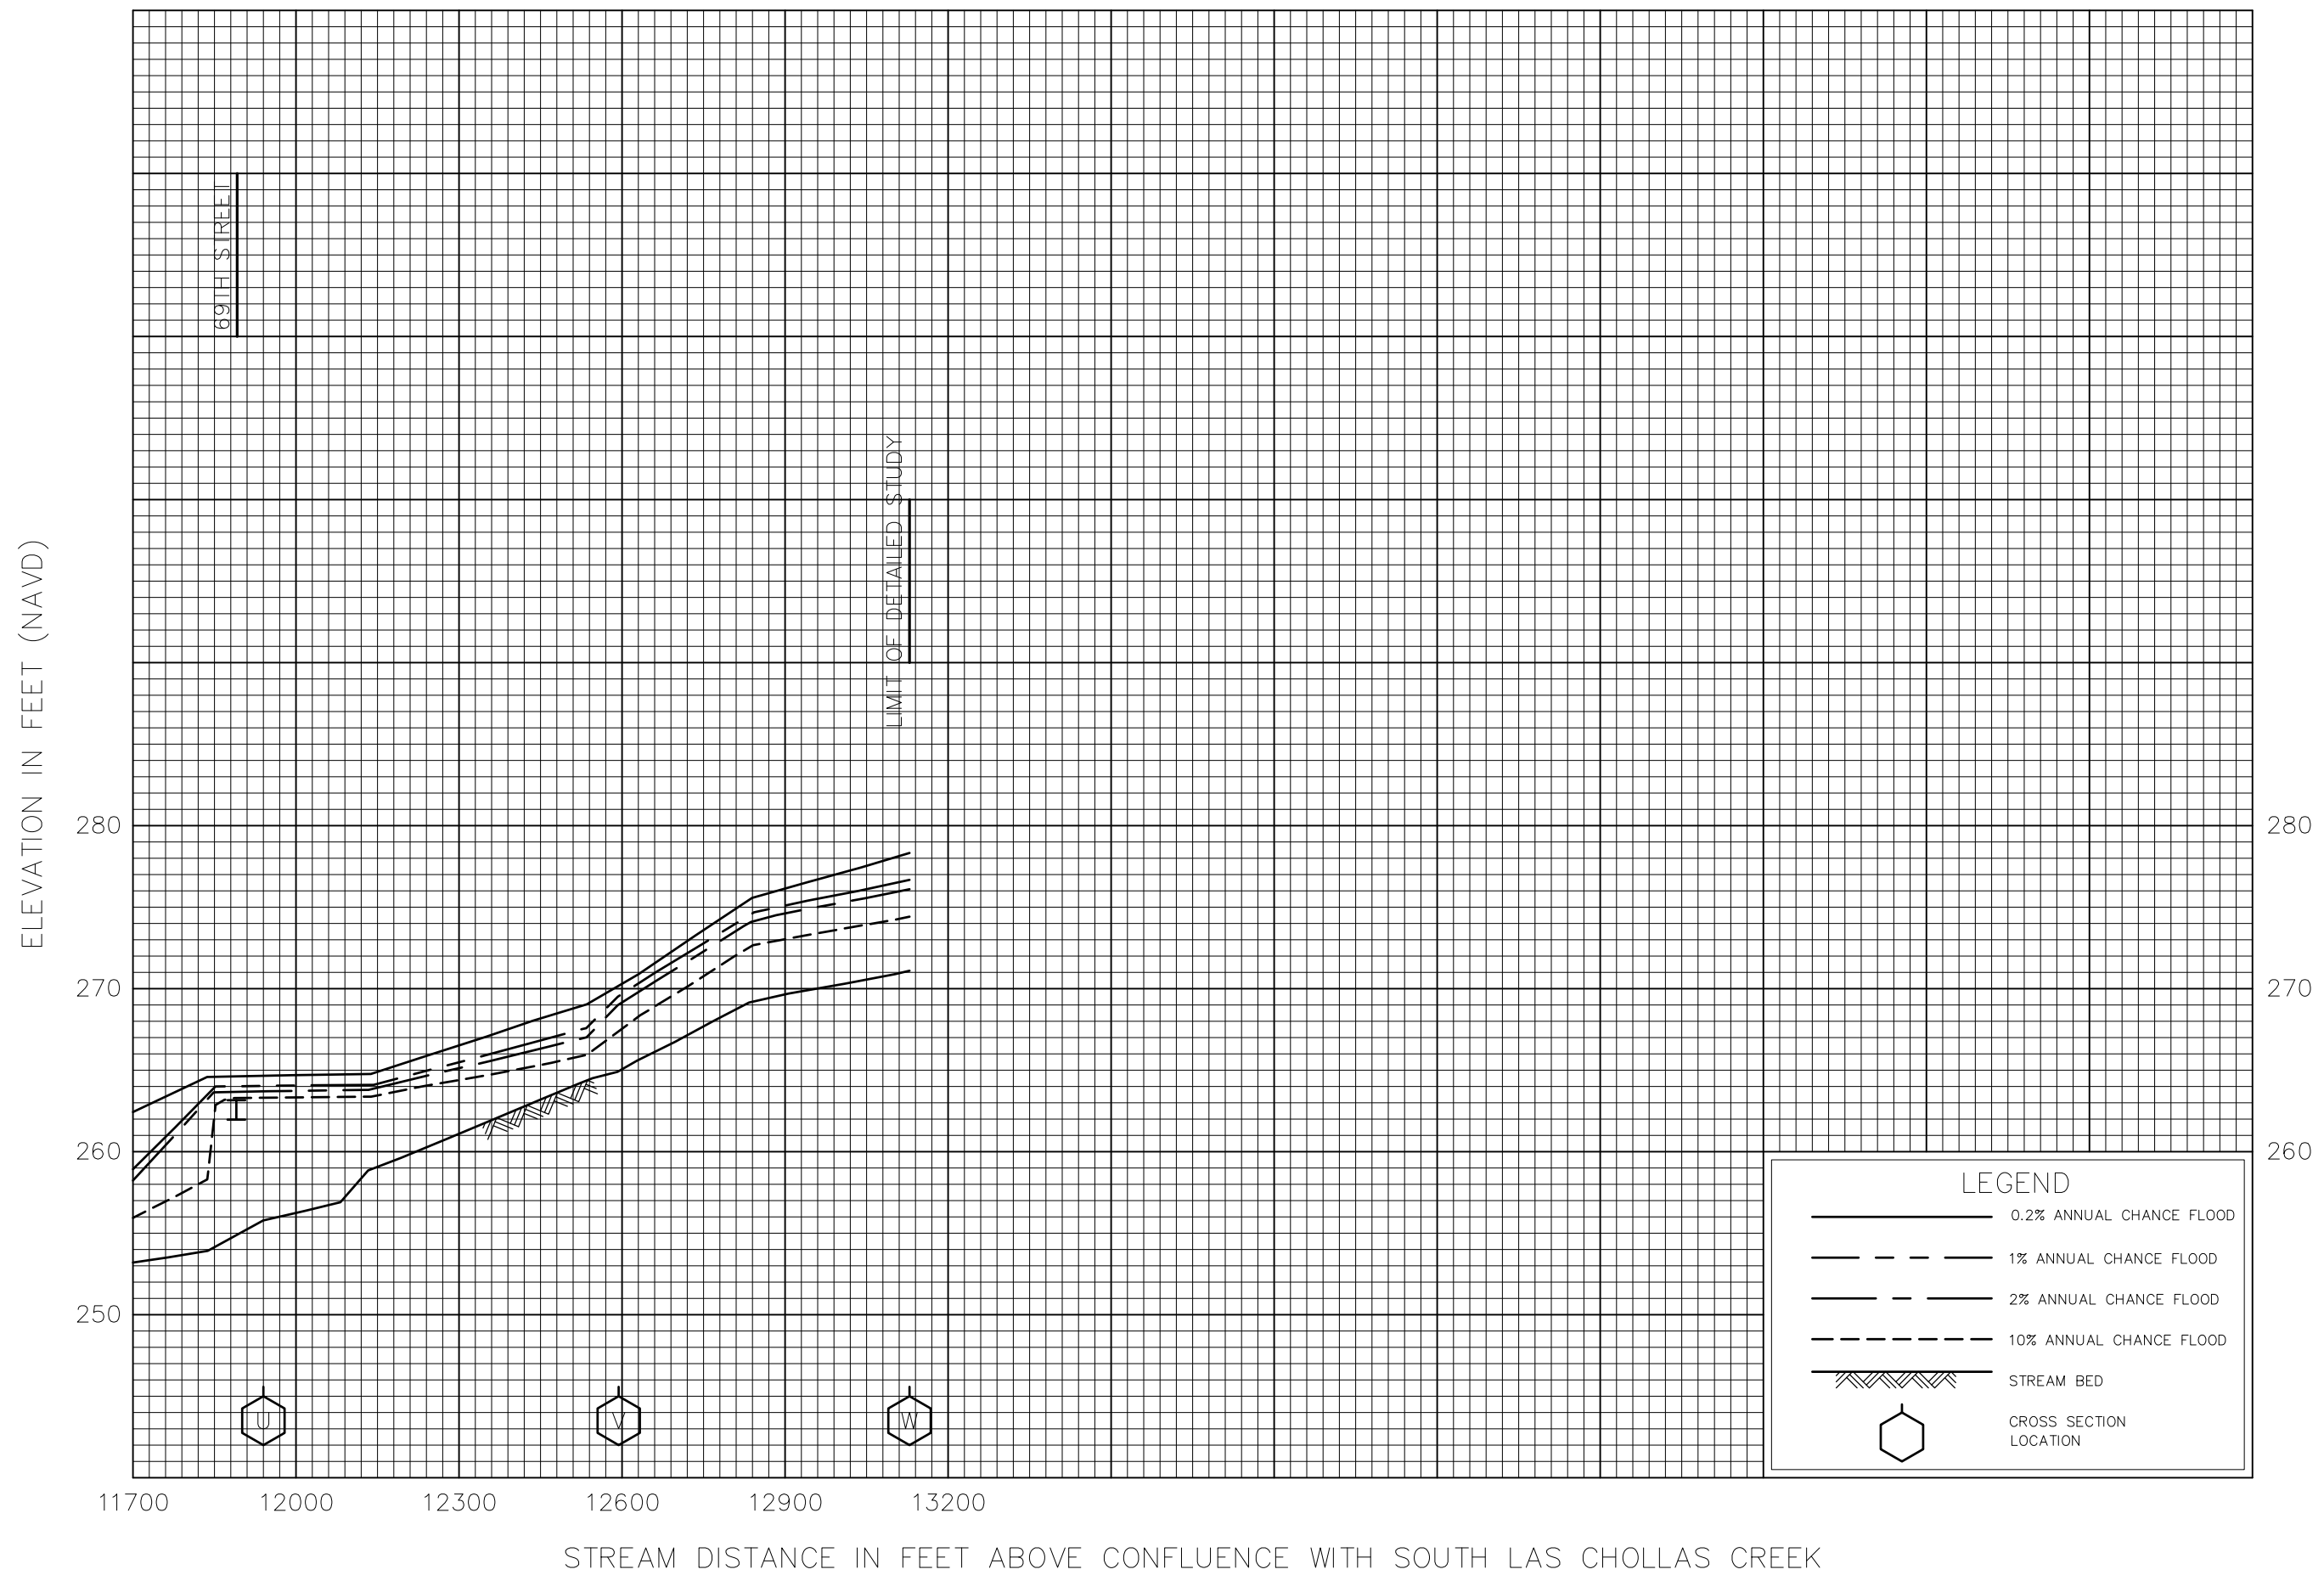 69TH STREET
LIMIT OF DETAILED STUDY
ELEVATION IN FEET (NAVD)
280
280
270
270
260
260
250
LEGEND
0.2% ANNUAL CHANCE FLOOD
1% ANNUAL CHANCE FLOOD
2% ANNUAL CHANCE FLOOD
10% ANNUAL CHANCE FLOOD
STREAM BED
CROSS SECTION
LOCATION
U
V
W
11700
12000
12300
12600
12900
13200
STREAM DISTANCE IN FEET ABOVE CONFLUENCE WITH SOUTH LAS CHOLLAS CREEK